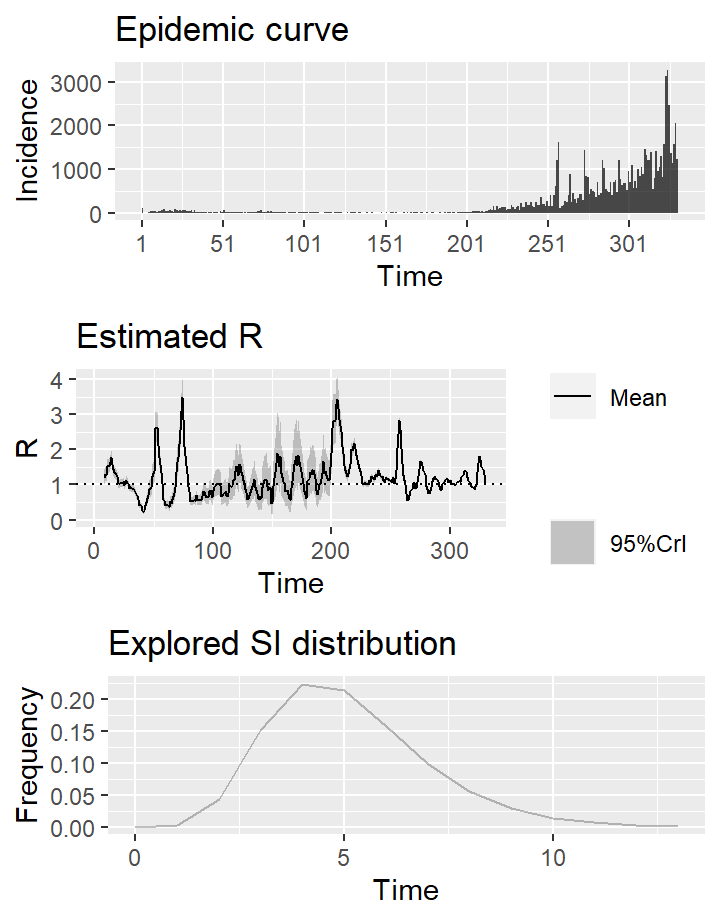 Epidemic curve
Incidence
3000
2000
1000
0
1 51 101 151 201 251 301
Time
Estimated R
R
4
3
2
1
0
0 100 200 300
Time
Mean
95%CrI
Explored SI distribution
Frequency
0.20
0.15
0.10
0.05
0.00
0 5 10
Time